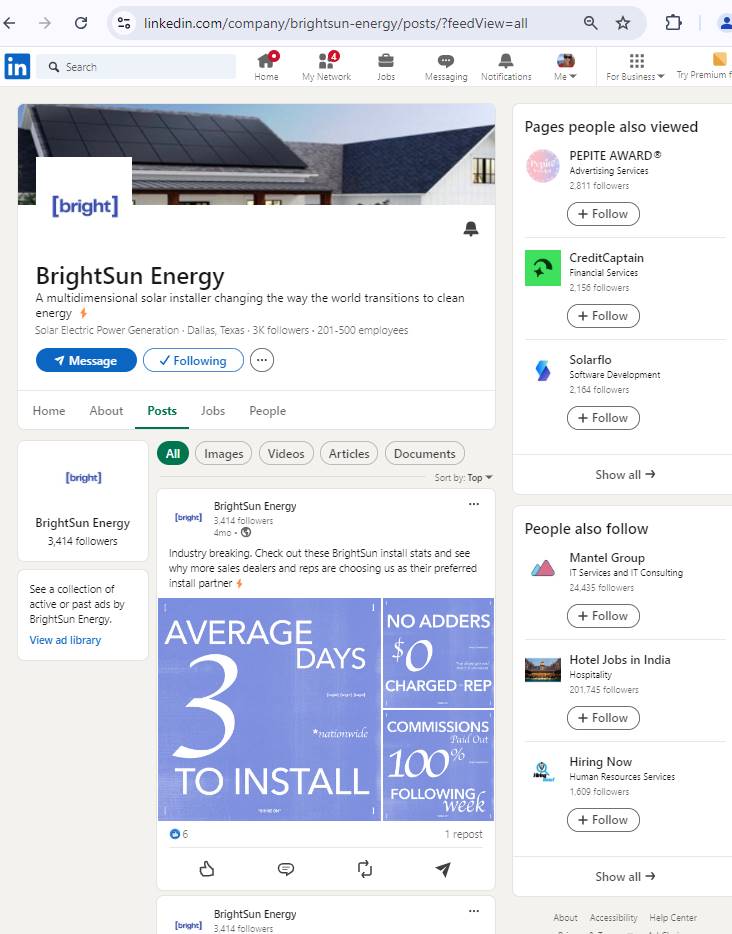 linkedin.com/company/brightsun-energy/posts/?feedView=all
in
Search
Home
4
My Network
Jobs
Messaging
Notifications
Me
For Business
Try Premium f
[bright]
BrightSun Energy
A multidimensional solar installer changing the way the world transitions to clean
energy ⚡
Solar Electric Power Generation · Dallas, Texas · 3K followers · 201-500 employees
Message
Following
Home
About
Posts
Jobs
People
[bright]
BrightSun Energy
3,414 followers
See a collection of
active or past ads by
BrightSun Energy.
View ad library
All
Images
Videos
Articles
Documents
Sort by: Top
[bright]
BrightSun Energy
3,414 followers
4mo •
Industry breaking. Check out these BrightSun install stats and see
why more sales dealers and reps are choosing us as their preferred
install partner ⚡
AVERAGE
3 DAYS
*nationwide
TO INSTALL
NO ADDERS
$0
CHARGED REP
COMMISSIONS
Paid Out
100%
FOLLOWING
week
6
1 repost
[bright]
BrightSun Energy
3,414 followers
Pages people also viewed
Pepite
PEPITE AWARD®
Advertising Services
2,811 followers
+ Follow
CreditCaptain
Financial Services
2,156 followers
+ Follow
Solarflo
Software Development
2,164 followers
+ Follow
Show all →
People also follow
Mantel Group
IT Services and IT Consulting
24,435 followers
+ Follow
Hotel Jobs in India
Hospitality
201,745 followers
+ Follow
Hiring Now
Human Resources Services
1,609 followers
+ Follow
Show all →
About
Accessibility
Help Center